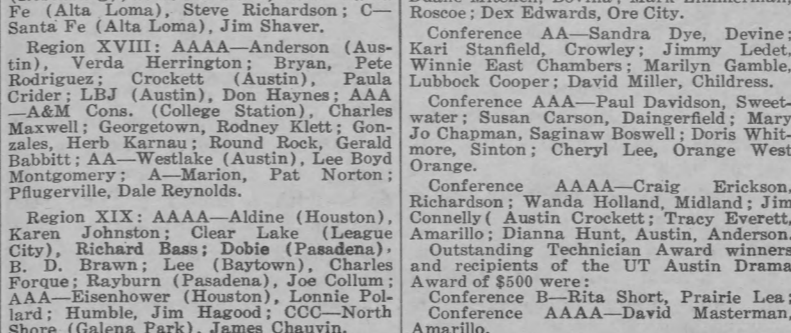 Fe (Alta Loma), Steve Richardson; C—
Santa Fe (Alta Loma), Jim Shaver.
Region XVIII: AAAA—Anderson (Aus-
tin), Verda Herrington; Bryan, Pete
Rodriguez; Crockett (Austin), Paula
Crider; LBJ (Austin), Don Haynes; AAA
—A&M Cons. (College Station), Charles
Maxwell; Georgetown, Rodney Klett; Gon-
zales, Herb Karnau; Round Rock, Gerald
Babbitt; AA—Westlake (Austin), Lee Boyd
Montgomery; A—Marion, Pat Norton;
Pflugerville, Dale Reynolds.
Region XIX: AAAA—Aldine (Houston),
Karen Johnston; Clear Lake (League
City), Richard Bass; Dobie (Pasadena),
B. D. Brawn; Lee (Baytown), Charles
Forque; Rayburn (Pasadena), Joe Collum;
AAA—Eisenhower (Houston), Lonnie Pol-
lard; Humble, Jim Hagood; CCC—North
Shore (Galena Park), James Chauvin.
Roscoe; Dex Edwards, Ore City.
Conference AA—Sandra Dye, Devine;
Kari Stanfield, Crowley; Jimmy Ledet,
Winnie East Chambers; Marilyn Gamble,
Lubbock Cooper; David Miller, Childress.
Conference AAA—Paul Davidson, Sweet-
water; Susan Carson, Daingerfield; Mary
Jo Chapman, Saginaw Boswell; Doris Whit-
more, Sinton; Cheryl Lee, Orange West
Orange.
Conference AAAA—Craig Erickson,
Richardson; Wanda Holland, Midland; Jim
Connelly( Austin Crockett; Tracy Everett,
Amarillo; Dianna Hunt, Austin, Anderson.
Outstanding Technician Award winners
and recipients of the UT Austin Drama
Award of $500 were:
Conference B—Rita Short, Prairie Lea;
Conference AAAA—David Masterman,
Amarillo.